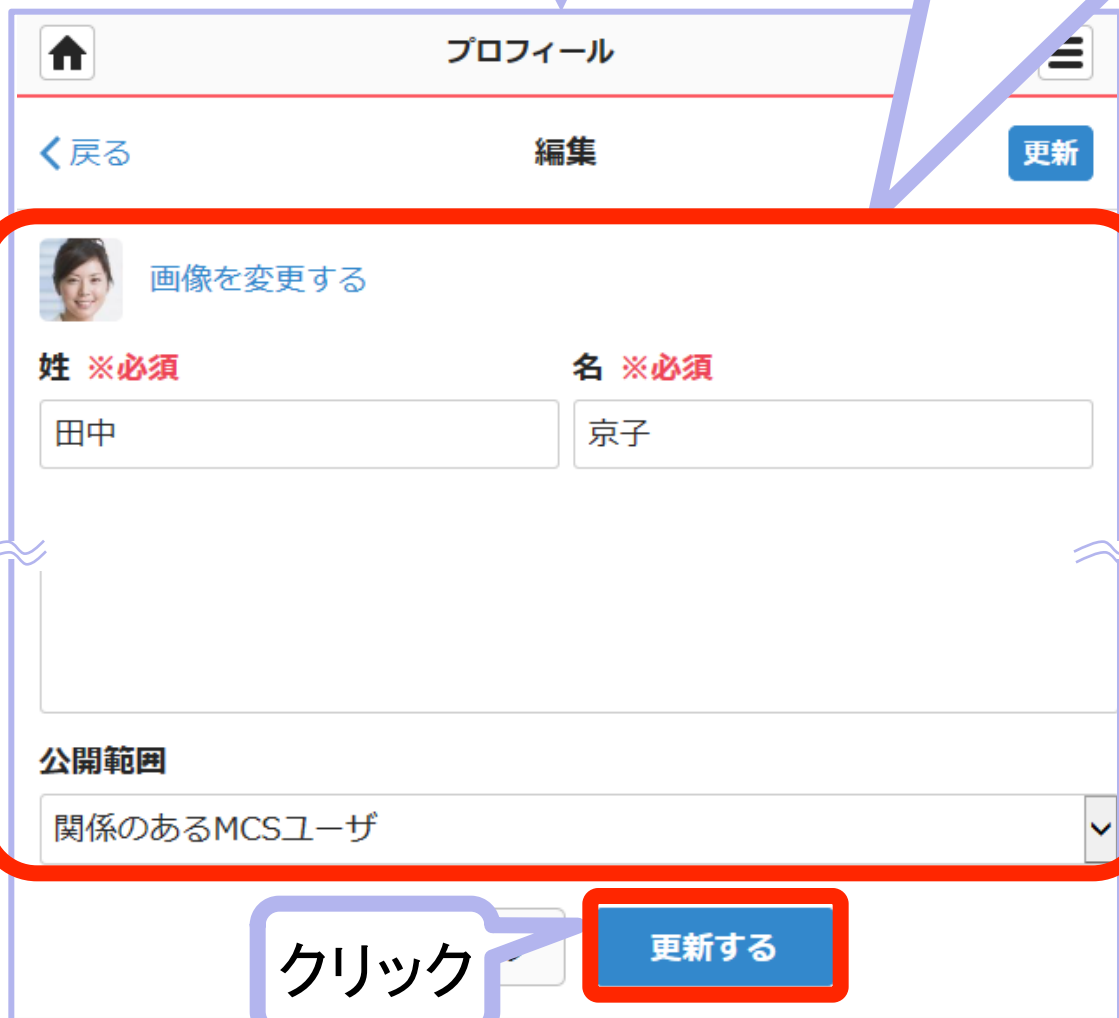 プロフィール
戻る 編集 更新
画像を変更する
姓 ※必須 名 ※必須
田中 京子
公開範囲
関係のあるMCSユーザ
クリック 更新する